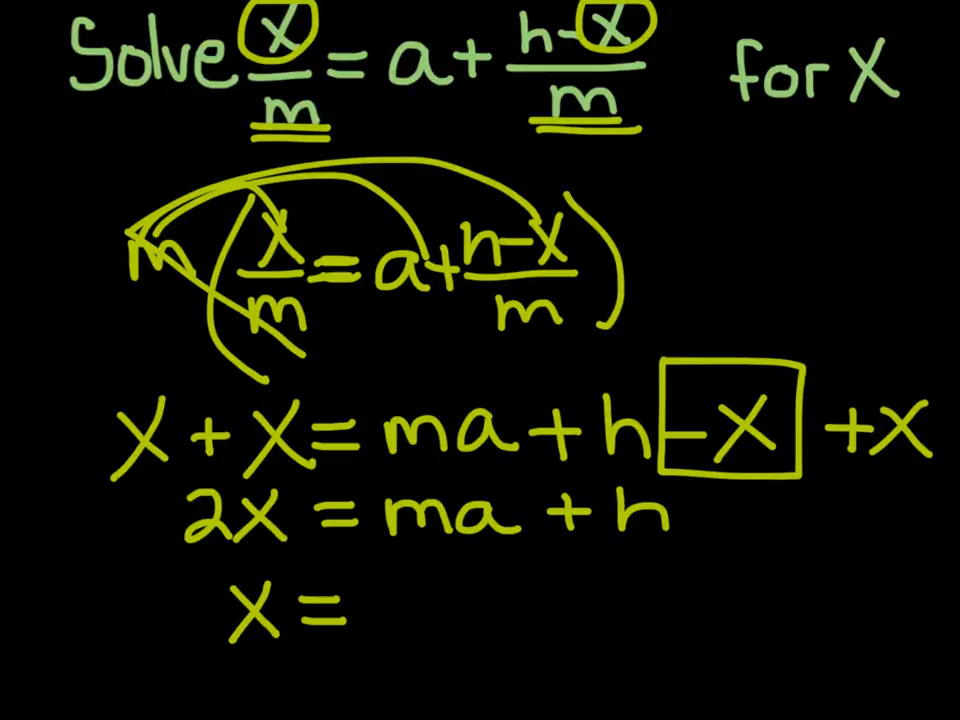 Solve x/m = a + (h-x)/m for x
m (x/m = a + (h-x)/m)
x + x = ma + h - x + x
2x = ma + h
x =